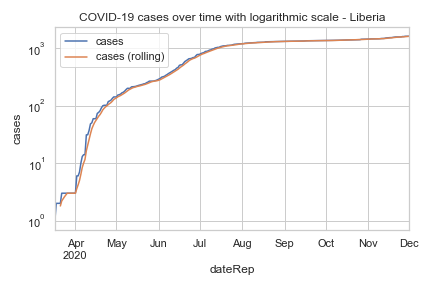 COVID-19 cases over time with logarithmic scale - Liberia
cases
cases (rolling)
10³
10²
10¹
10⁰
cases
Apr May Jun Jul Aug Sep Oct Nov Dec
2020
dateRep